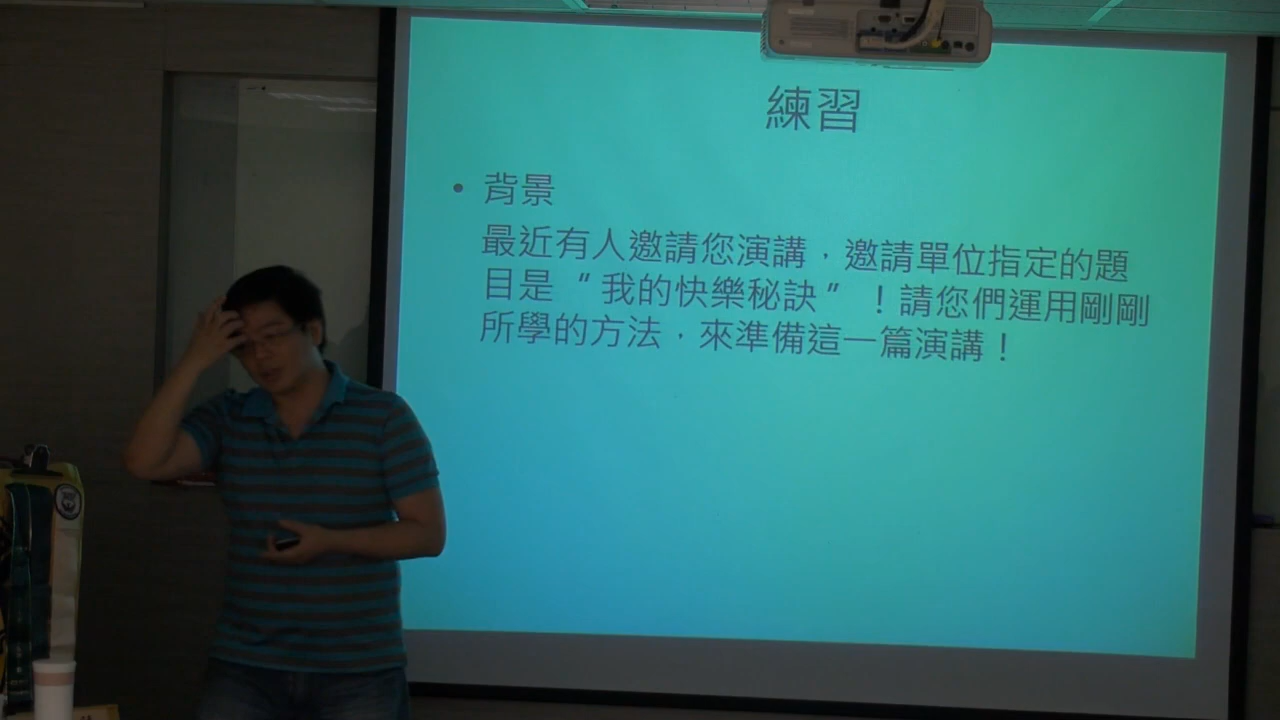 練習
• 背景
最近有人邀請您演講，邀請單位指定的題
目是“我的快樂秘訣”！請您們運用剛剛
所學的方法，來準備這一篇演講！